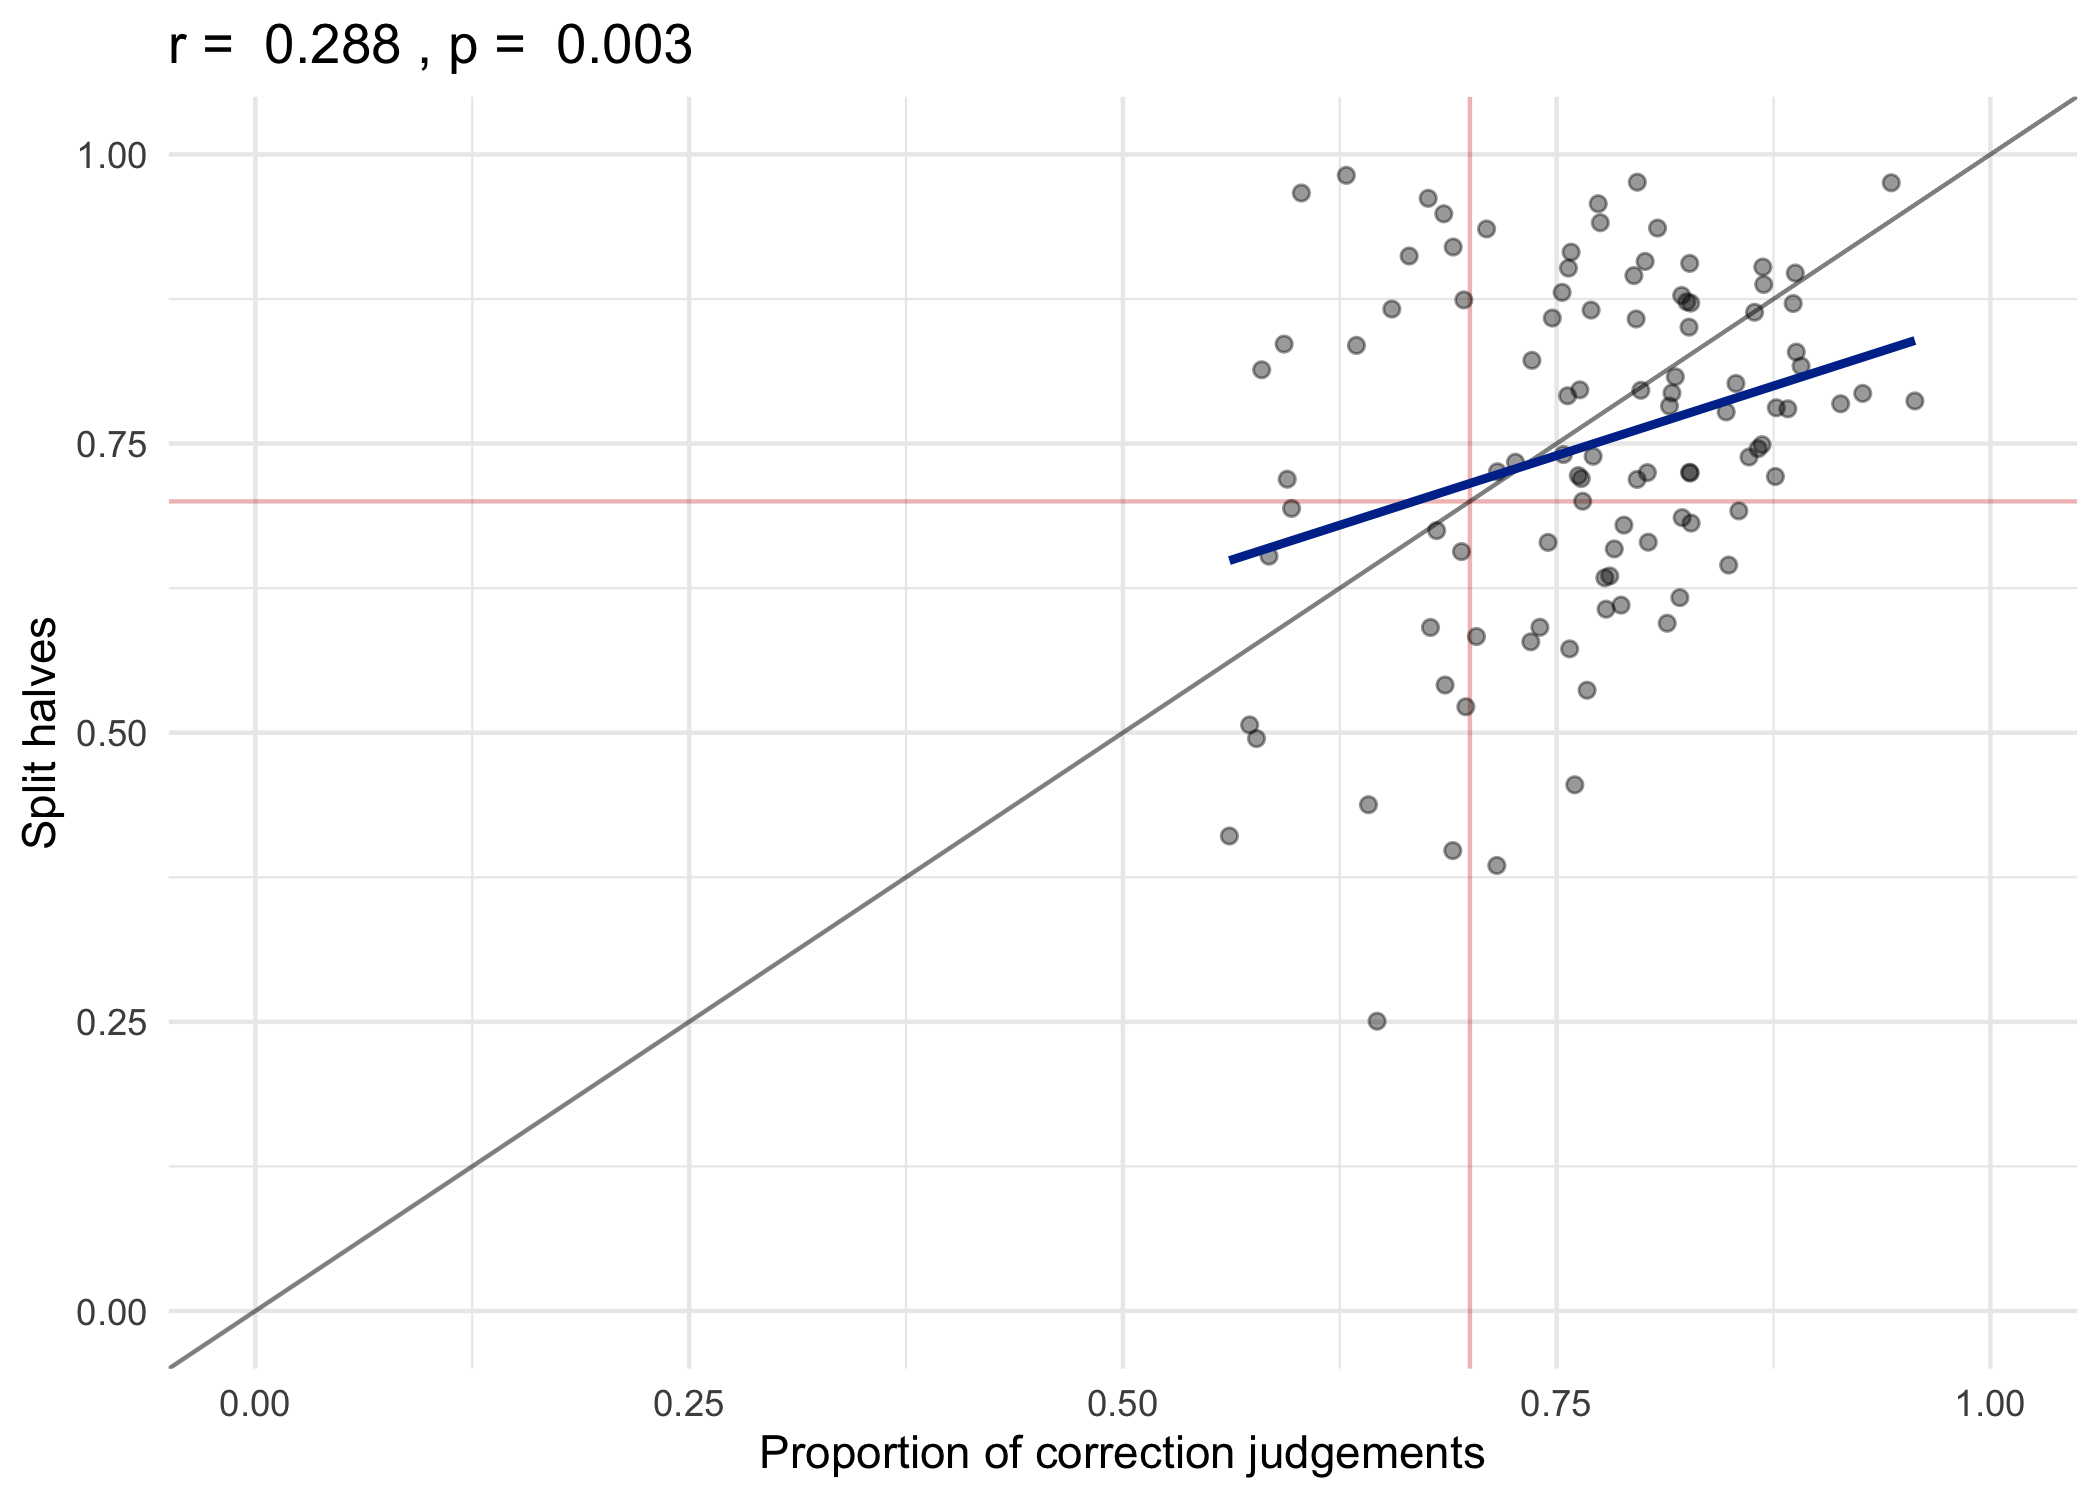 r =  0.288 , p =  0.003
1.00
0.75
0.50
0.25
0.00
Split halves
0.00 0.25 0.50 0.75 1.00
Proportion of correction judgements